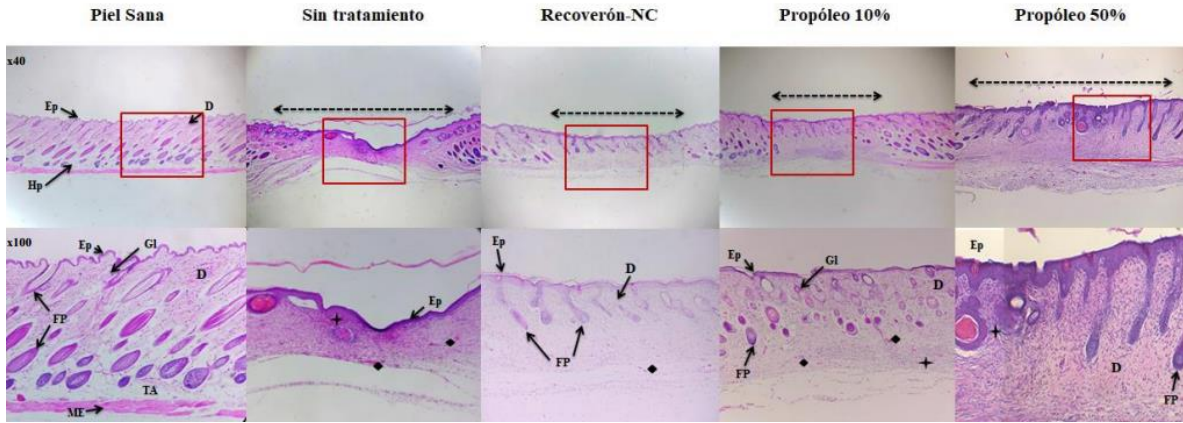 Piel Sana
Sin tratamiento
Recoverón-NC
Propóleo 10%
Propóleo 50%
x40
Ep
D
Hp
x100
Ep
Gl
D
FP
TA
ME
Ep
Ep
D
FP
Ep
Gl
D
FP
Ep
D
FP